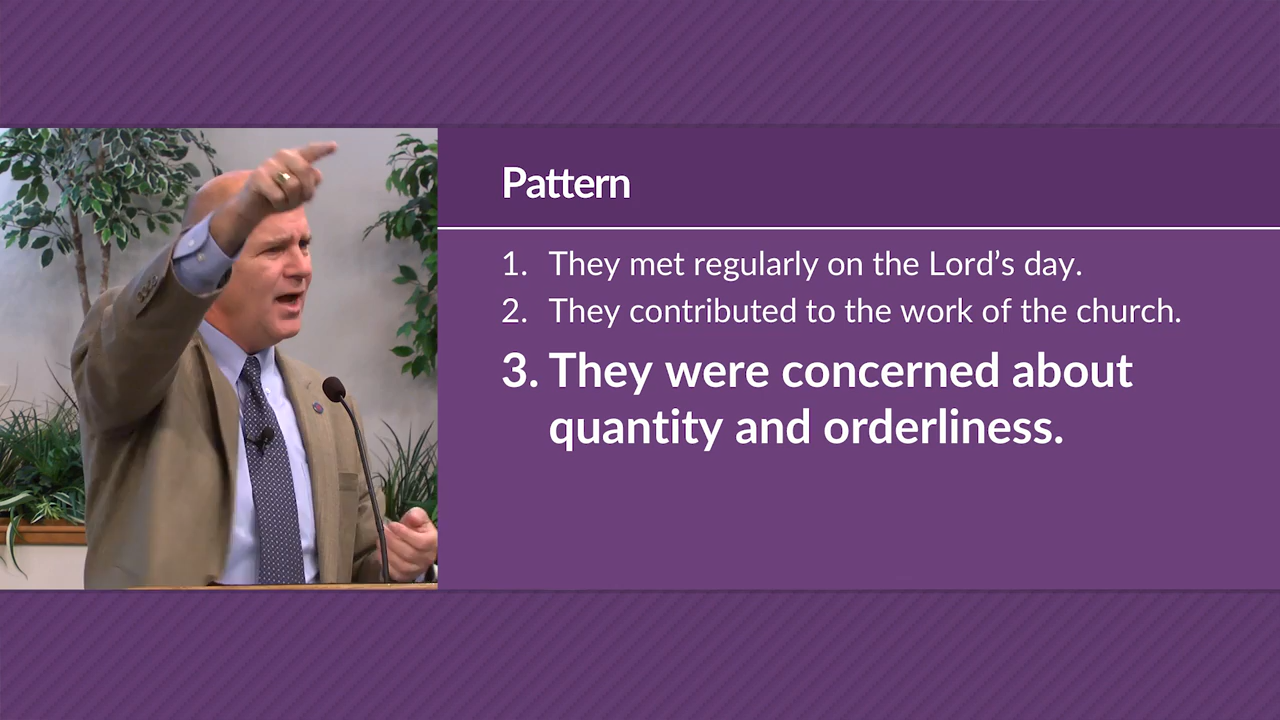 Pattern
1. They met regularly on the Lord’s day.
2. They contributed to the work of the church.
3. They were concerned about
quantity and orderliness.